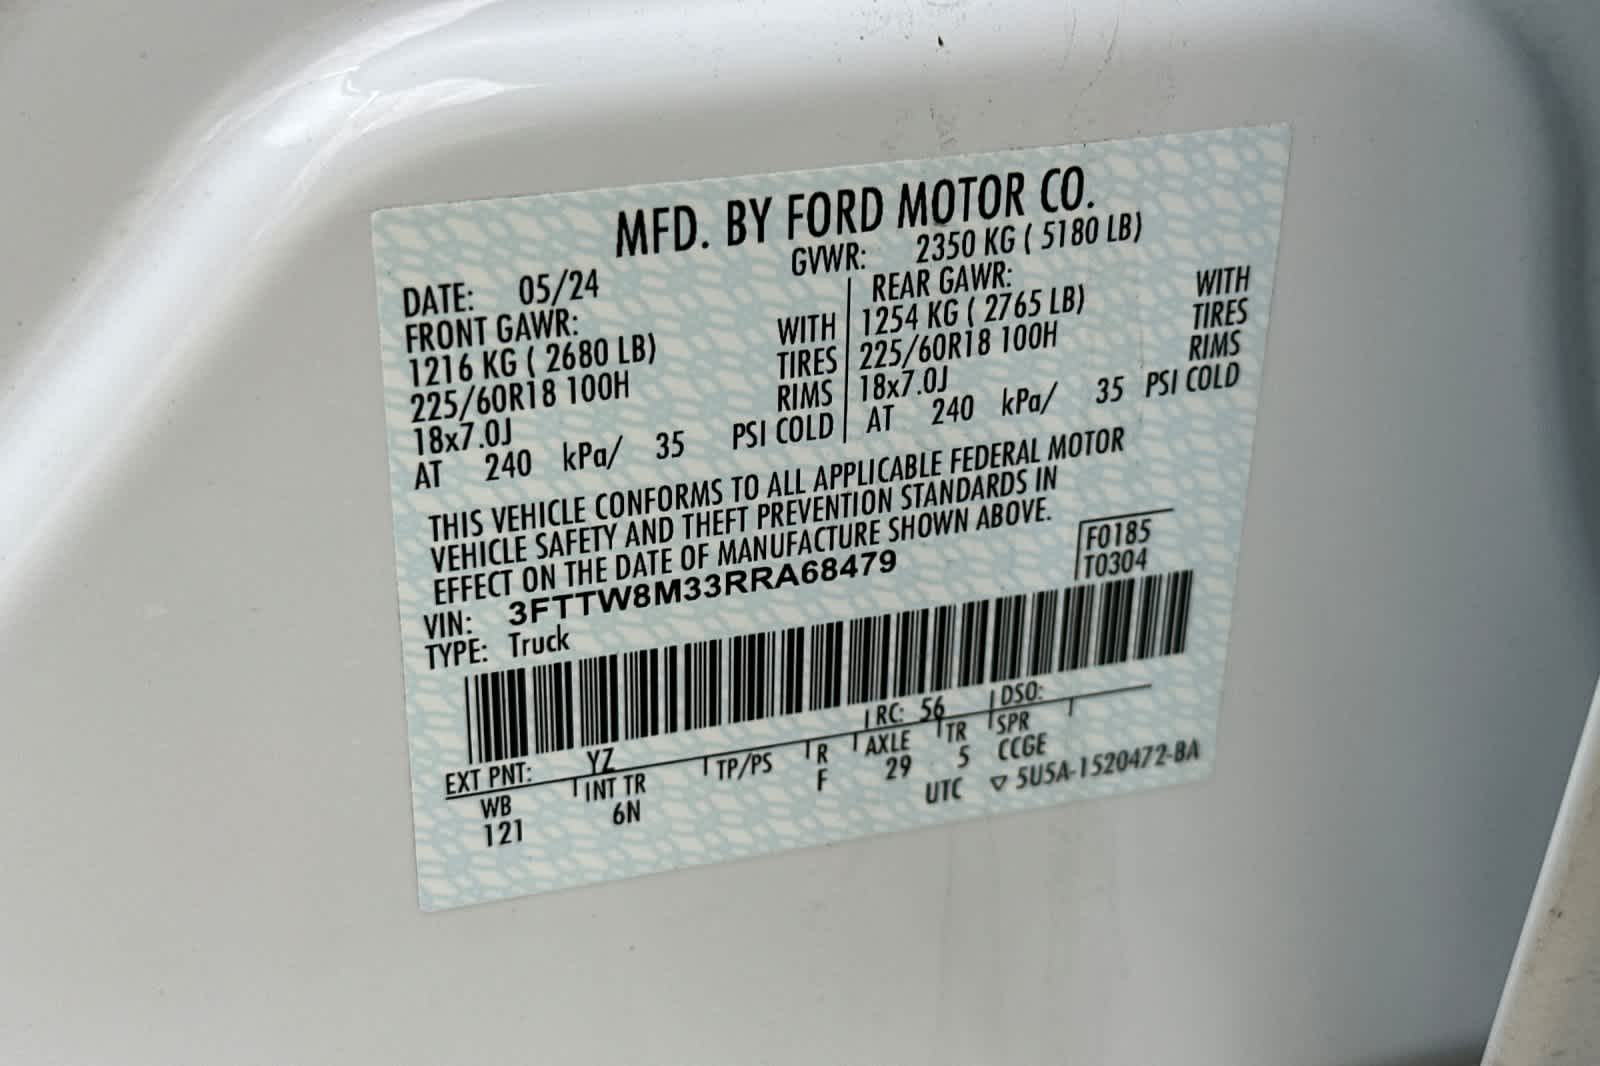 MFD. BY FORD MOTOR CO.
DATE: 05/24 GVWR: 2350 KG ( 5180 LB)
FRONT GAWR: REAR GAWR:
1216 KG ( 2680 LB) WITH 1254 KG ( 2765 LB) WITH
225/60R18 100H TIRES 225/60R18 100H TIRES
18x7.0J RIMS 18x7.0J RIMS
AT 240 kPa/ 35 PSI COLD AT 240 kPa/ 35 PSI COLD
THIS VEHICLE CONFORMS TO ALL APPLICABLE FEDERAL MOTOR
VEHICLE SAFETY AND THEFT PREVENTION STANDARDS IN
EFFECT ON THE DATE OF MANUFACTURE SHOWN ABOVE.
VIN: 3FTTW8M33RRA68479 F0185
TYPE: Truck T0304
EXT PNT: YZ RC: 56 DSO:
WB INT TR TP/PS R AXLE TR SPR
121 6N F 29 5 CCGE
UTC ▽ 5U5A-1520472-BA